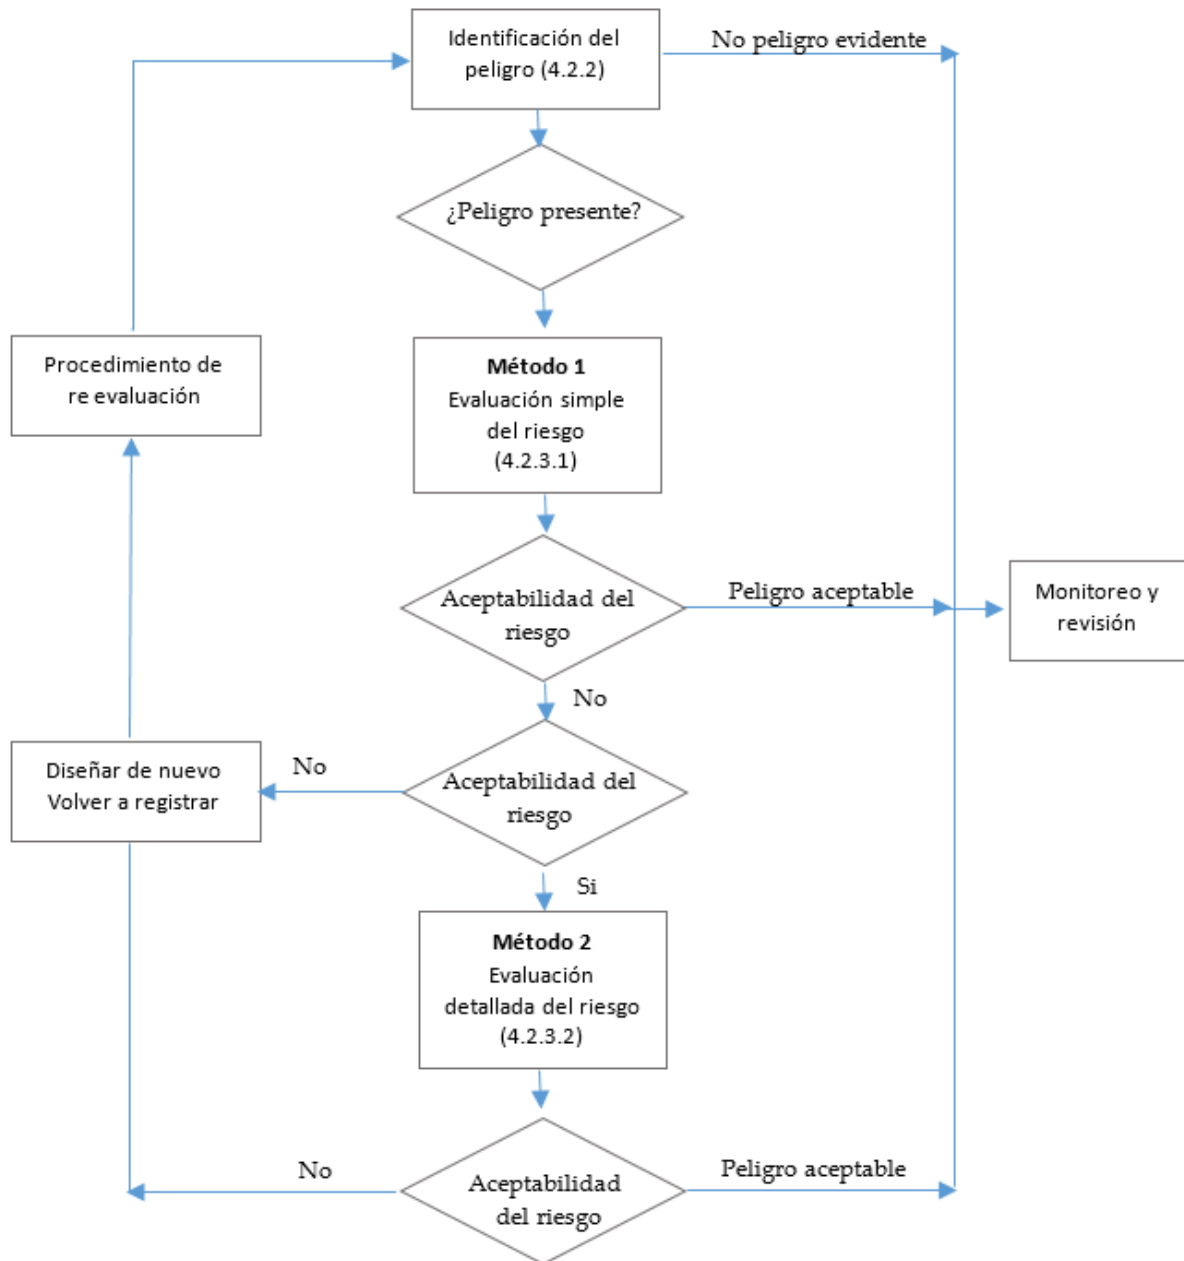 Identificación del
peligro (4.2.2)
No peligro evidente
¿Peligro presente?
Procedimiento de
re evaluación
Método 1
Evaluación simple
del riesgo
(4.2.3.1)
Aceptabilidad del
riesgo
Peligro aceptable
Monitoreo y
revisión
No
Diseñar de nuevo
Volver a registrar
No
Aceptabilidad del
riesgo
Si
Método 2
Evaluación
detallada del riesgo
(4.2.3.2)
No
Aceptabilidad
del riesgo
Peligro aceptable